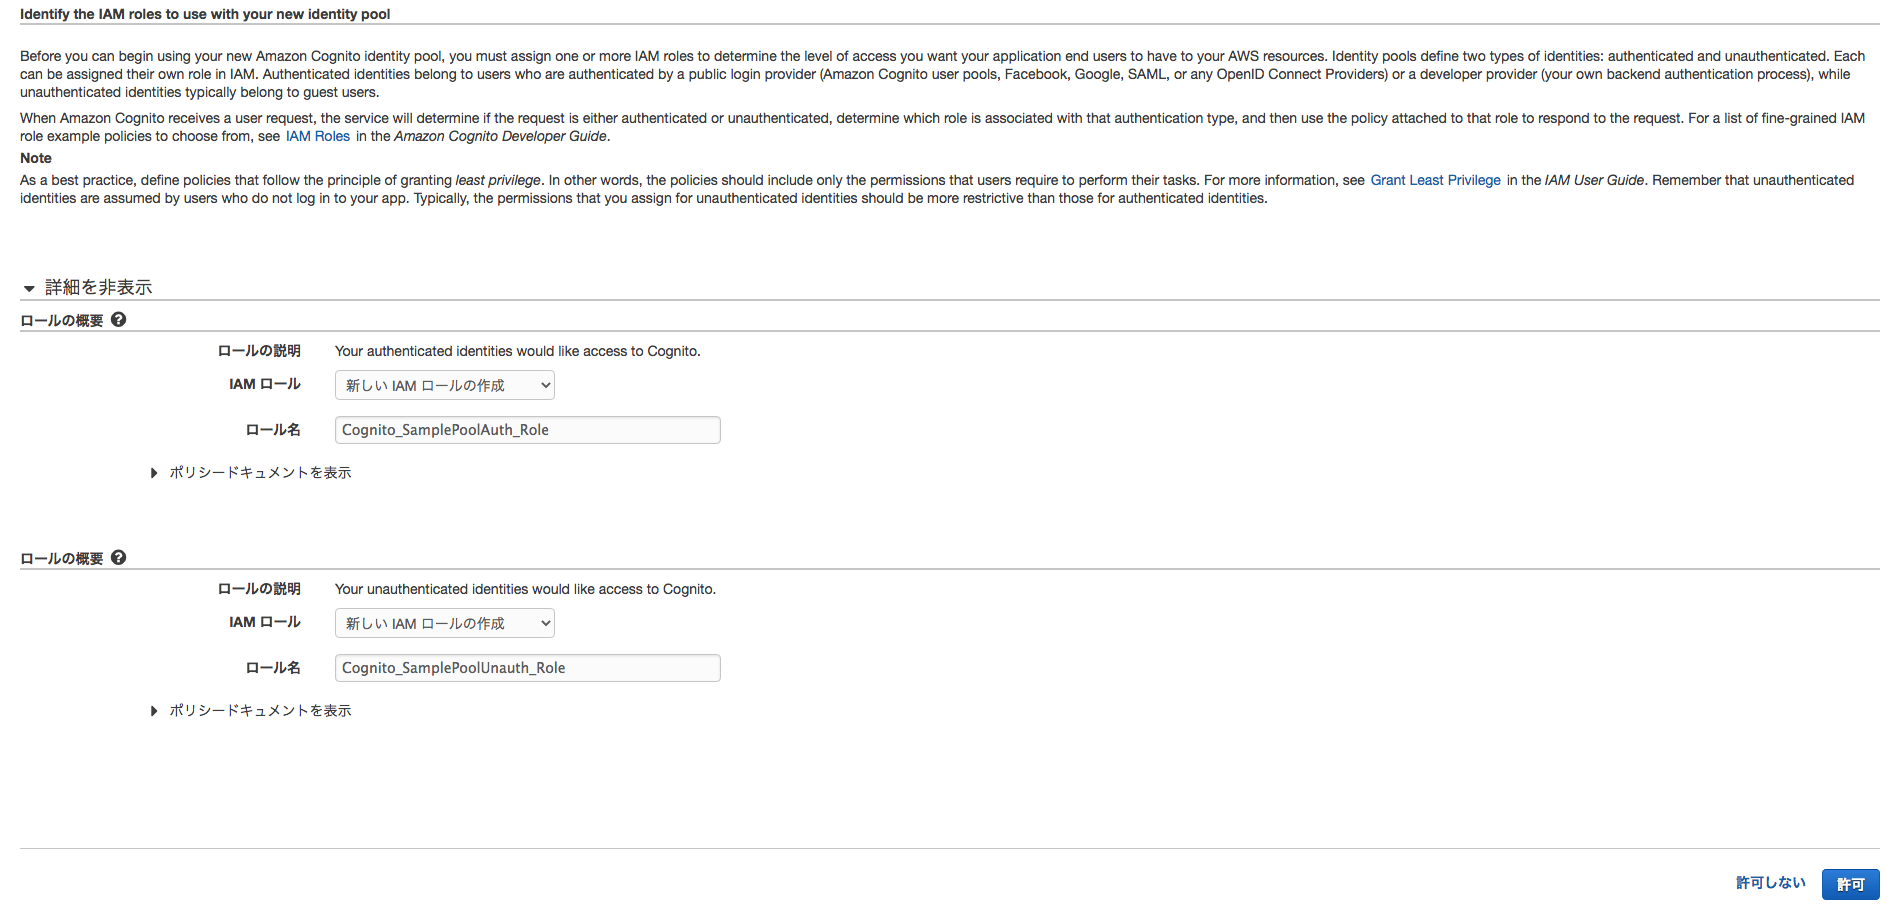 Identify the IAM roles to use with your new identity pool
Before you can begin using your new Amazon Cognito identity pool, you must assign one or more IAM roles to determine the level of access you want your application end users to have to your AWS resources. Identity pools define two types of identities: authenticated and unauthenticated. Each
can be assigned their own role in IAM. Authenticated identities belong to users who are authenticated by a public login provider (Amazon Cognito user pools, Facebook, Google, SAML, or any OpenID Connect Providers) or a developer provider (your own backend authentication process), while
unauthenticated identities typically belong to guest users.
When Amazon Cognito receives a user request, the service will determine if the request is either authenticated or unauthenticated, determine which role is associated with that authentication type, and then use the policy attached to that role to respond to the request. For a list of fine-grained IAM
role example policies to choose from, see IAM Roles in the Amazon Cognito Developer Guide.
Note
As a best practice, define policies that follow the principle of granting least privilege. In other words, the policies should include only the permissions that users require to perform their tasks. For more information, see Grant Least Privilege in the IAM User Guide. Remember that unauthenticated
identities are assumed by users who do not log in to your app. Typically, the permissions that you assign for unauthenticated identities should be more restrictive than those for authenticated identities.
詳細を非表示
ロールの概要 ?
ロールの説明 Your authenticated identities would like access to Cognito.
IAM ロール 新しい IAM ロールの作成
ロール名 Cognito_SamplePoolAuth_Role
ポリシードキュメントを表示
ロールの概要 ?
ロールの説明 Your unauthenticated identities would like access to Cognito.
IAM ロール 新しい IAM ロールの作成
ロール名 Cognito_SamplePoolUnauth_Role
ポリシードキュメントを表示
許可しない 許可